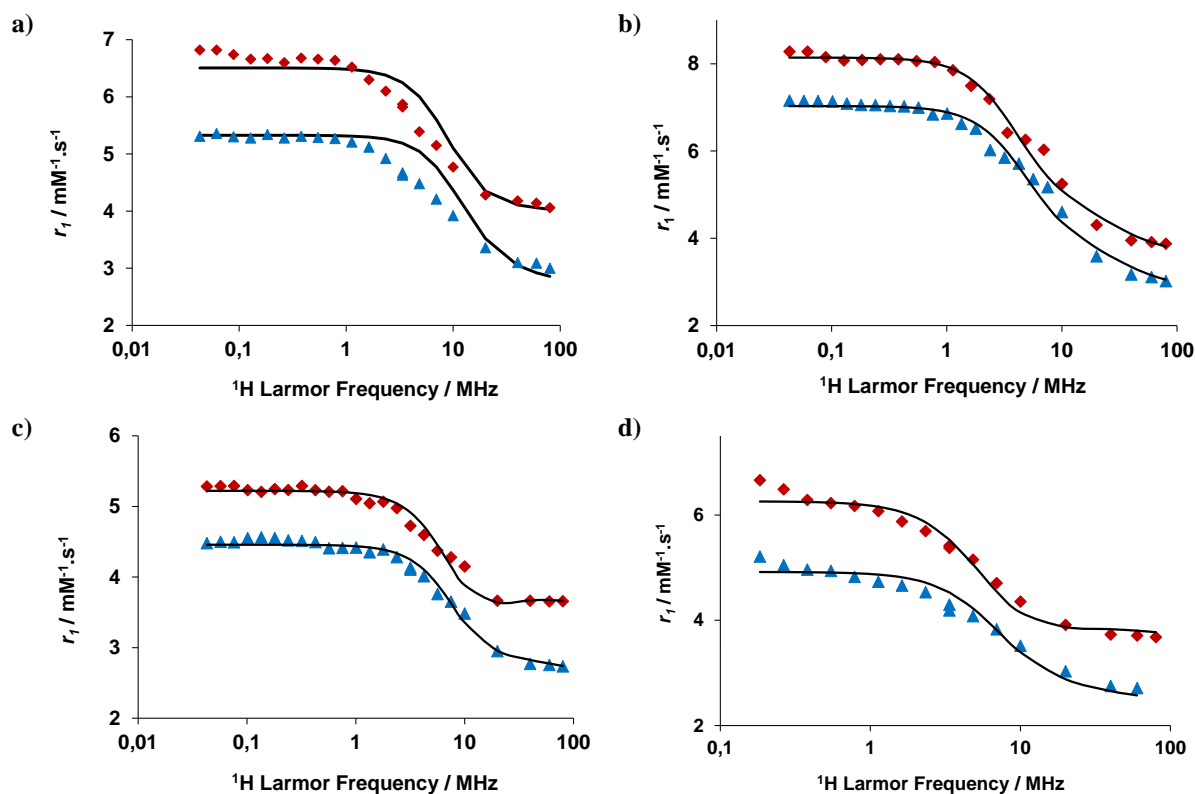 a)
7
6
5
4
3
2
r1 / mM-1.s-1
0,01 0,1 1 10 100
¹H Larmor Frequency / MHz
b)
8
6
4
2
r1 / mM-1.s-1
0,01 0,1 1 10 100
¹H Larmor Frequency / MHz
c)
6
5
4
3
2
r1 / mM-1.s-1
0,01 0,1 1 10 100
¹H Larmor Frequency / MHz
d)
6
4
2
r1 / mM-1.s-1
0,1 1 10 100
¹H Larmor Frequency / MHz